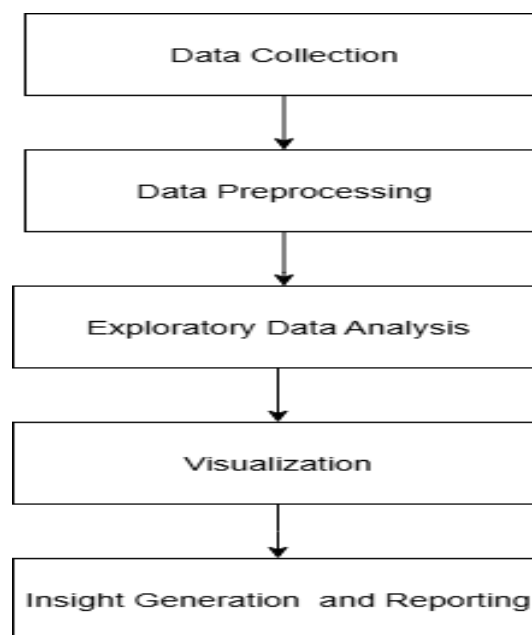 Data Collection
Data Preprocessing
Exploratory Data Analysis
Visualization
Insight Generation and Reporting